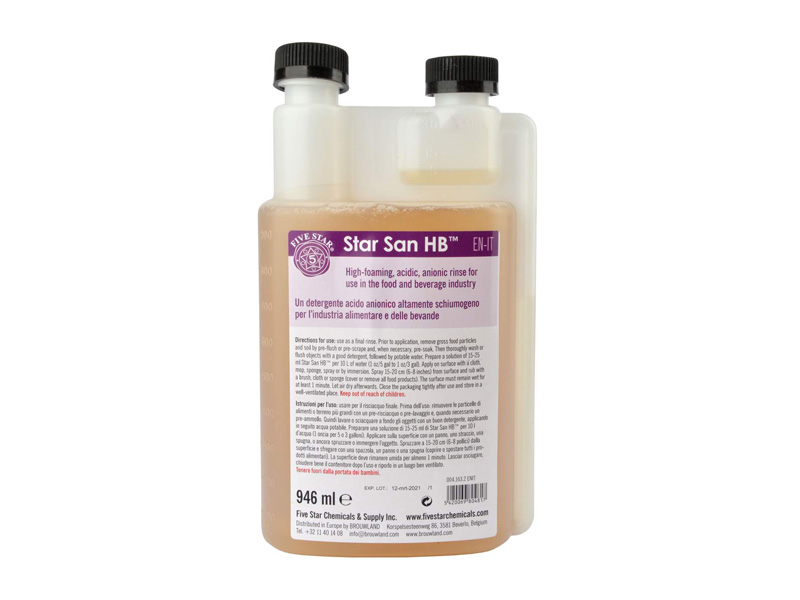 FIVE STAR
5
®
Star San HB™
EN-IT
High-foaming, acidic, anionic rinse for
use in the food and beverage industry
Un detergente acido anionico altamente schiumogeno
per l'industria alimentare e delle bevande
Directions for use: use as a final rinse. Prior to application, remove gross food particles
and soil by pre-flush or pre-scrape and, when necessary, pre-soak. Then thoroughly wash or
flush objects with a good detergent, followed by potable water. Prepare a solution of 15-25
ml Star San HB™ per 10 L of water (1 oz/5 gal to 1 oz/3 gal). Apply on surface with a cloth,
mop, sponge, spray or by immersion. Spray 15-20 cm (6-8 inches) from surface and rub with
a brush, cloth or sponge (cover or remove all food products). The surface must remain wet for
at least 1 minute. Let air dry afterwards. Close the packaging tightly after use and store in a
well-ventilated place. Keep out of reach of children.
Istruzioni per l'uso: usare per il risciacquo finale. Prima dell'uso: rimuovere le particelle di
alimenti o terreno più grandi con un pre-risciacquo o pre-lavaggio e, quando necessario un
pre-ammollo. Quindi lavare o sciacquare a fondo gli oggetti con un buon detergente, applicando
in seguito acqua potabile. Preparare una soluzione di 15-25 ml di Star San HB™ per 10 l
d'acqua (1 oncia per 5 o 3 galloni). Applicare sulla superficie con un panno, uno straccio, una
spugna, o ancora spruzzare a immergere l'oggetto. Spruzzare a 15-20 cm (6-8 pollici) dalla
superficie e sfregare con una spazzola, un panno e una spugna (coprire e spostare tutti i pro-
dotti alimentari). La superficie deve rimanere umida per almeno 1 minuto. Lasciar asciugare,
chiudere bene il contenitore dopo l'uso e riporlo in un luogo ben ventilato.
Tenere fuori dalla portata dei bambini.
004.163.2 EMT
EXP. LOT.: 12-mrt-2021 /1
946 ml e
5 420069 804817
Five Star Chemicals & Supply Inc. www.fivestarchemicals.com
Distributed in Europe by BROUWLAND Korspelsesteenweg 86, 3581 Beverlo, Belgium
Tel. +32 11 40 14 08 info@brouwland.com www.brouwland.com